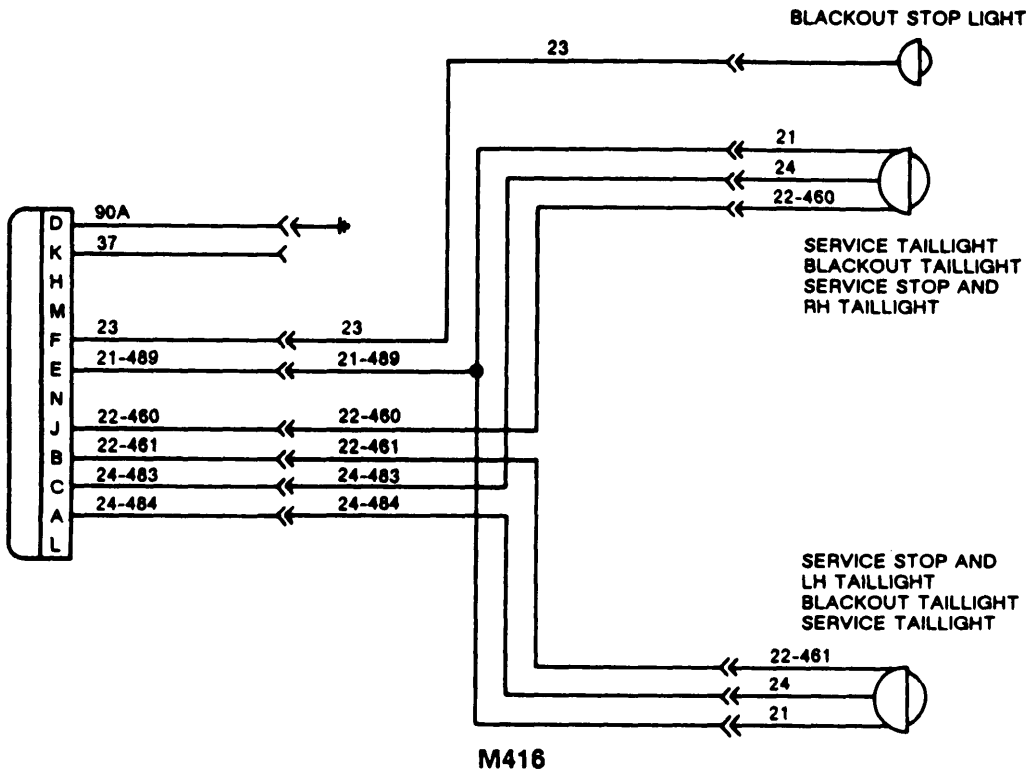 BLACKOUT STOP LIGHT
23
21
24
22-460
SERVICE TAILLIGHT
BLACKOUT TAILLIGHT
SERVICE STOP AND
RH TAILLIGHT
D 90A
K 37
H
M
F 23 23
E 21-489 21-489
N
J 22-460 22-460
B 22-461 22-461
C 24-483 24-483
A 24-484 24-484
L
SERVICE STOP AND
LH TAILLIGHT
BLACKOUT TAILLIGHT
SERVICE TAILLIGHT
22-461
24
21
M416